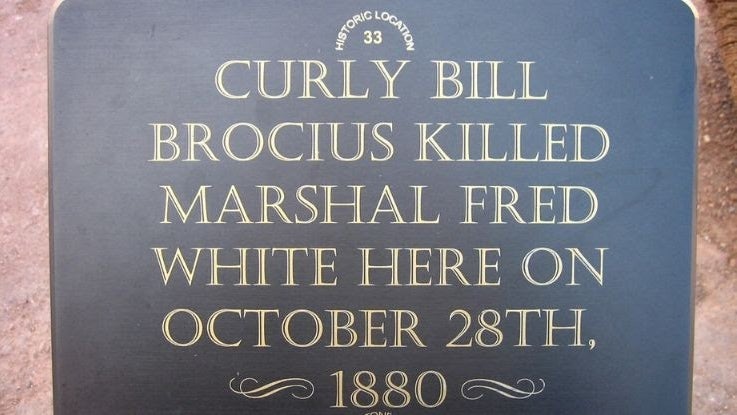 HISTORIC LOCATION
33
CURLY BILL
BROCIUS KILLED
MARSHAL FRED
WHITE HERE ON
OCTOBER 28TH,
1880